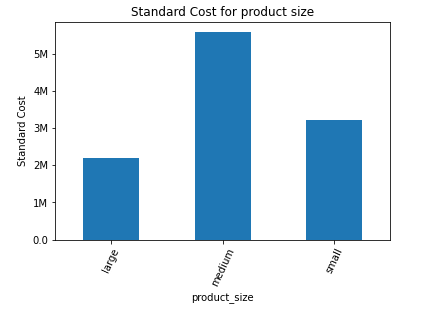 Standard Cost for product size
Standard Cost
5M
4M
3M
2M
1M
0.0
large
medium
small
product_size